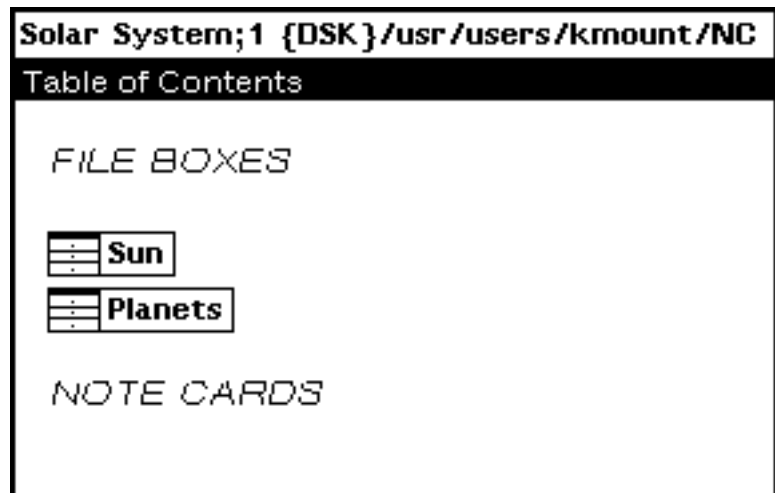 Solar System;1 {DSK}/usr/users/kmount/NC
Table of Contents
FILE BOXES
Sun
Planets
NOTE CARDS